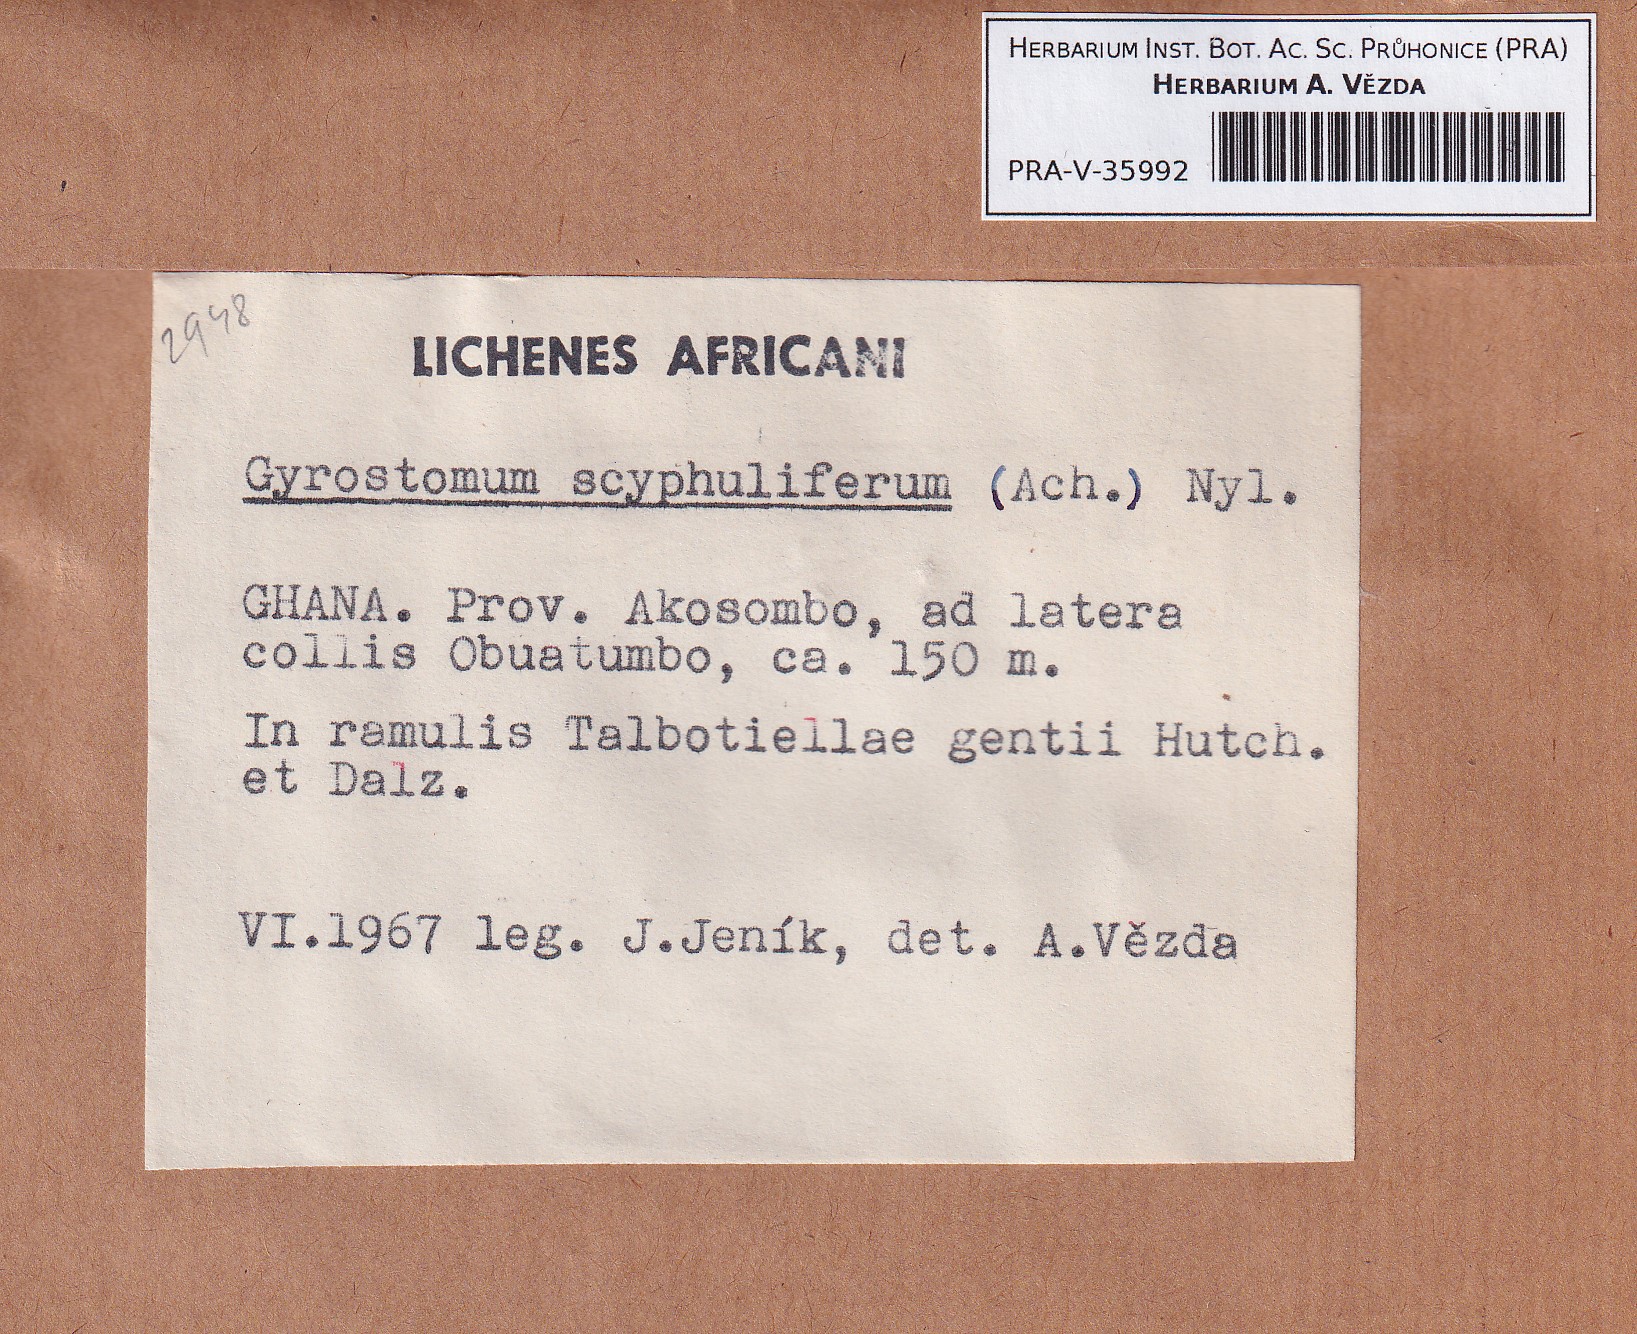 HERBARIUM INST. BOT. AC. SC. PRŮHONICE (PRA)
HERBARIUM A. VĚZDA
PRA-V-35992
2948
LICHENES AFRICANI
Gyrostomum scyphuliferum (Ach.) Nyl.
GHANA. Prov. Akosombo, ad latera
collis Obuatumbo, ca. 150 m.
In ramulis Talbotiellae gentii Hutch.
et Dalz.
VI.1967 leg. J.Jeník, det. A.Vězda